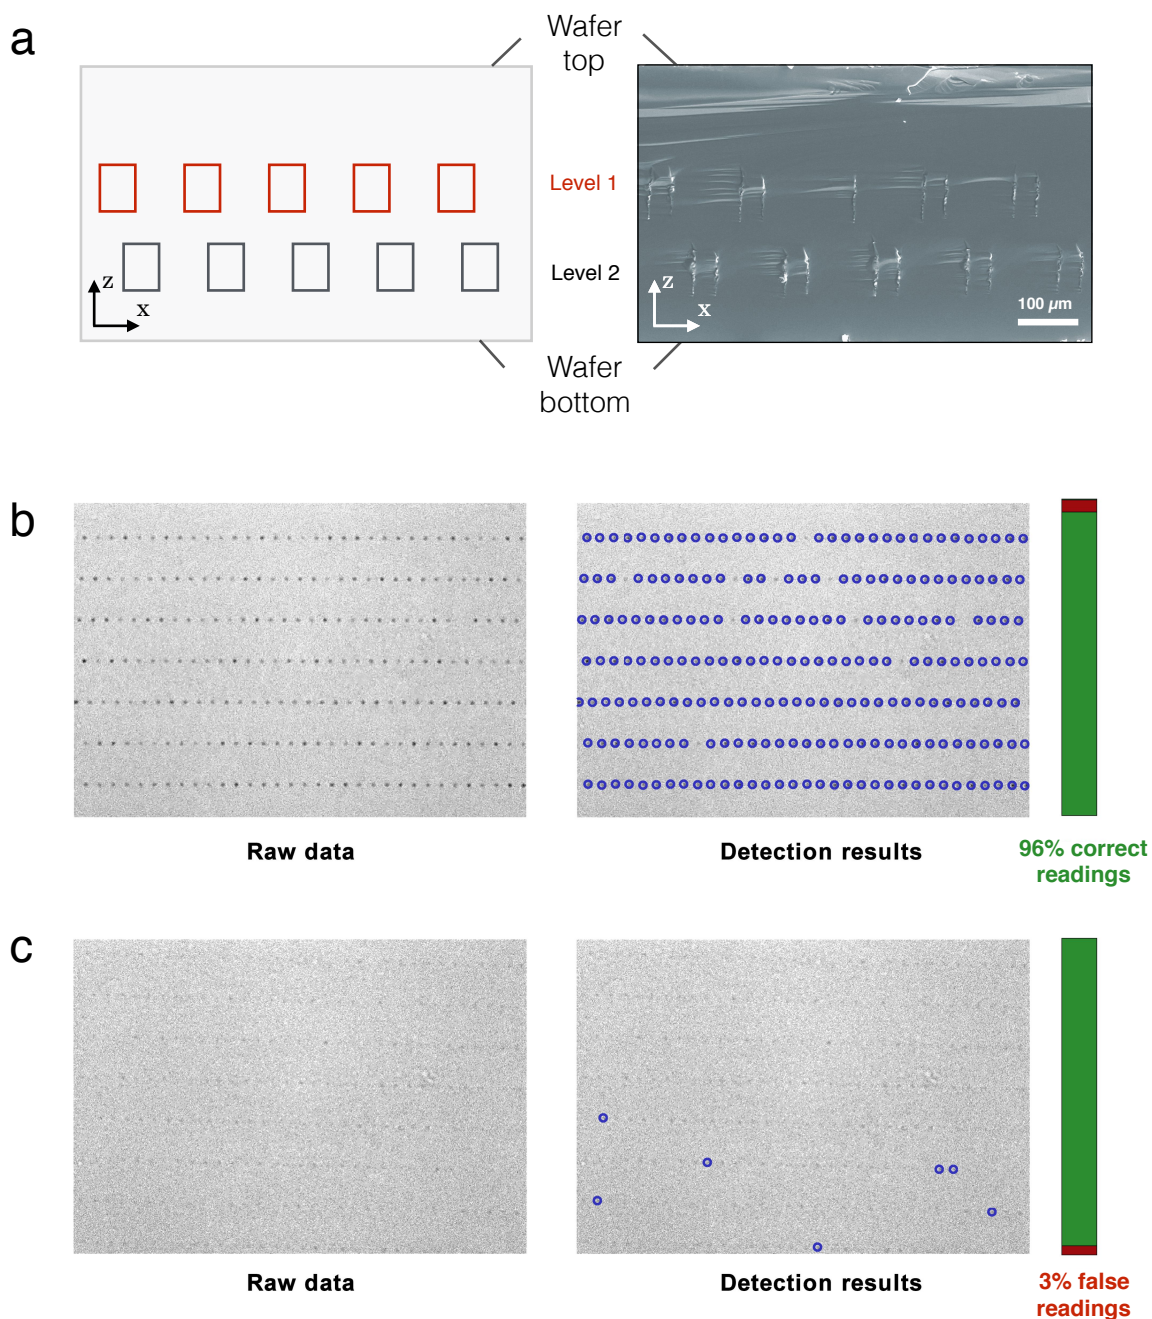 a
Wafer
top
Level 1
Level 2
z
x
z
x
100 μm
Wafer
bottom
b
Raw data
Detection results
96% correct
readings
c
Raw data
Detection results
3% false
readings